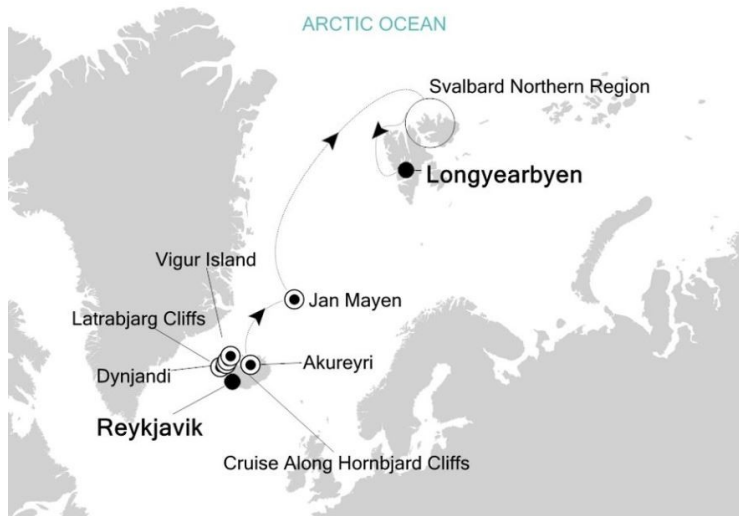 ARCTIC OCEAN
Svalbard Northern Region
Longyearbyen
Vigur Island
Jan Mayen
Latrabjarg Cliffs
Dynjandi
Akureyri
Reykjavik
Cruise Along Hornbjard Cliffs